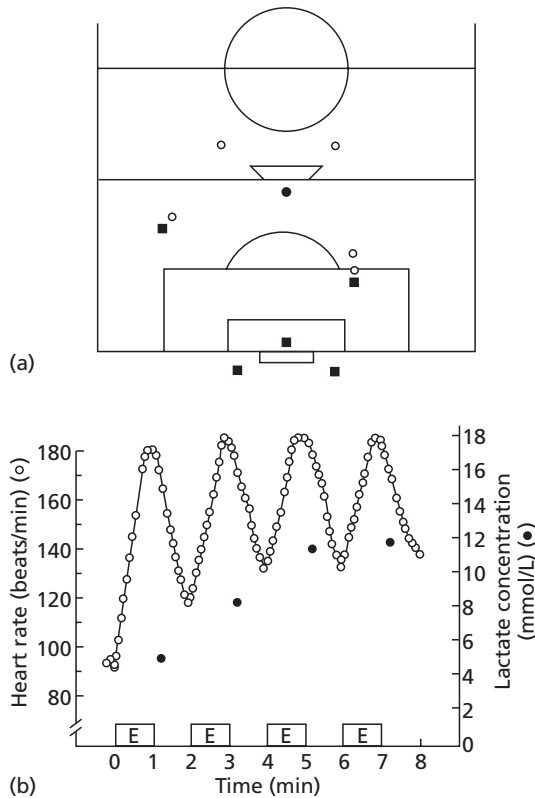 (a)
Heart rate (beats/min) (○)
180
160
140
120
100
80
18
16
14
12
10
8
6
4
2
0
Lactate concentration
(mmol/L) (●)
E E E E
0 1 2 3 4 5 6 7 8
Time (min)
(b)